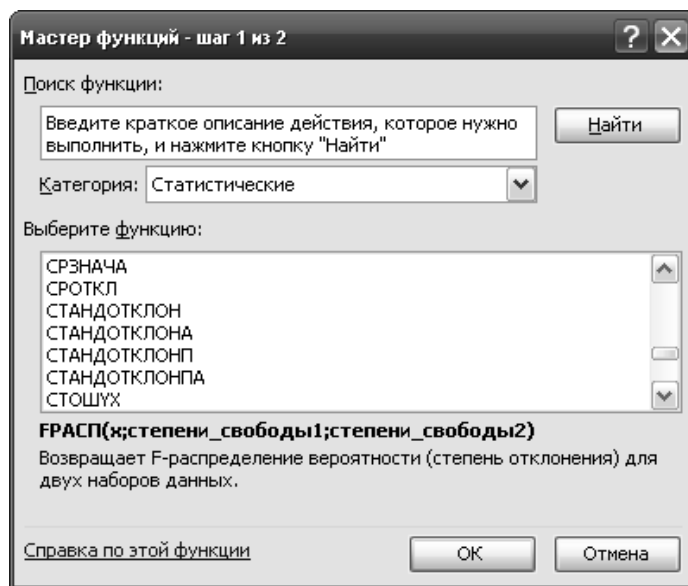 Мастер функций - шаг 1 из 2
Поиск функции:
Введите краткое описание действия, которое нужно
выполнить, и нажмите кнопку "Найти"
Найти
Категория: Статистические
Выберите функцию:
СРЗНАЧА
СРОТКЛ
СТАНДОТКЛОН
СТАНДОТКЛОНА
СТАНДОТКЛОНП
СТАНДОТКЛОНПА
СТОШYX
FРАСП(x;степени_свободы1;степени_свободы2)
Возвращает F-распределение вероятности (степень отклонения) для
двух наборов данных.
Справка по этой функции
ОК
Отмена